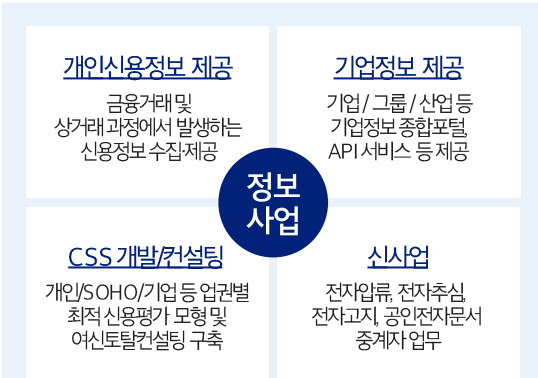 개인신용정보 제공
금융거래 및
상거래 과정에서 발생하는
신용정보 수집·제공
기업정보 제공
기업 / 그룹 / 산업 등
기업정보 종합포털,
API 서비스 등 제공
정보
사업
CSS 개발/컨설팅
개인/SOHO/기업 등 업권별
최적 신용평가 모형 및
여신토탈컨설팅 구축
신사업
전자압류, 전자추심,
전자고지, 공인전자문서
중계자 업무